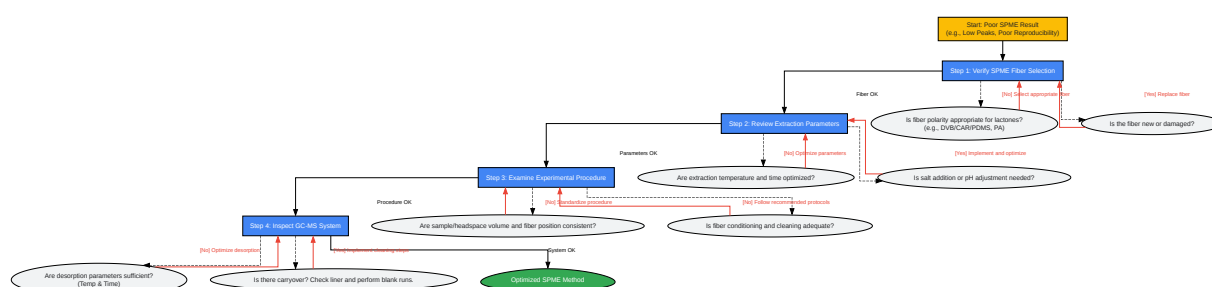 Start: Poor SPME Result
(e.g., Low Peaks, Poor Reproducibility)
Step 1: Verify SPME Fiber Selection
Fiber OK
[No] Select appropriate fiber
[Yes] Replace fiber
Is fiber polarity appropriate for lactones?
(e.g., DVB/CAR/PDMS, PA)
Is the fiber new or damaged?
Step 2: Review Extraction Parameters
Parameters OK
[No] Optimize parameters
[Yes] Implement and optimize
Are extraction temperature and time optimized?
Is salt addition or pH adjustment needed?
Step 3: Examine Experimental Procedure
Procedure OK
[No] Standardize procedure
[No] Follow recommended protocols
Are sample/headspace volume and fiber position consistent?
Is fiber conditioning and cleaning adequate?
Step 4: Inspect GC-MS System
[No] Optimize desorption
[Yes] Implement cleaning steps
System OK
Are desorption parameters sufficient?
(Temp & Time)
Is there carryover? Check liner and perform blank runs.
Optimized SPME Method